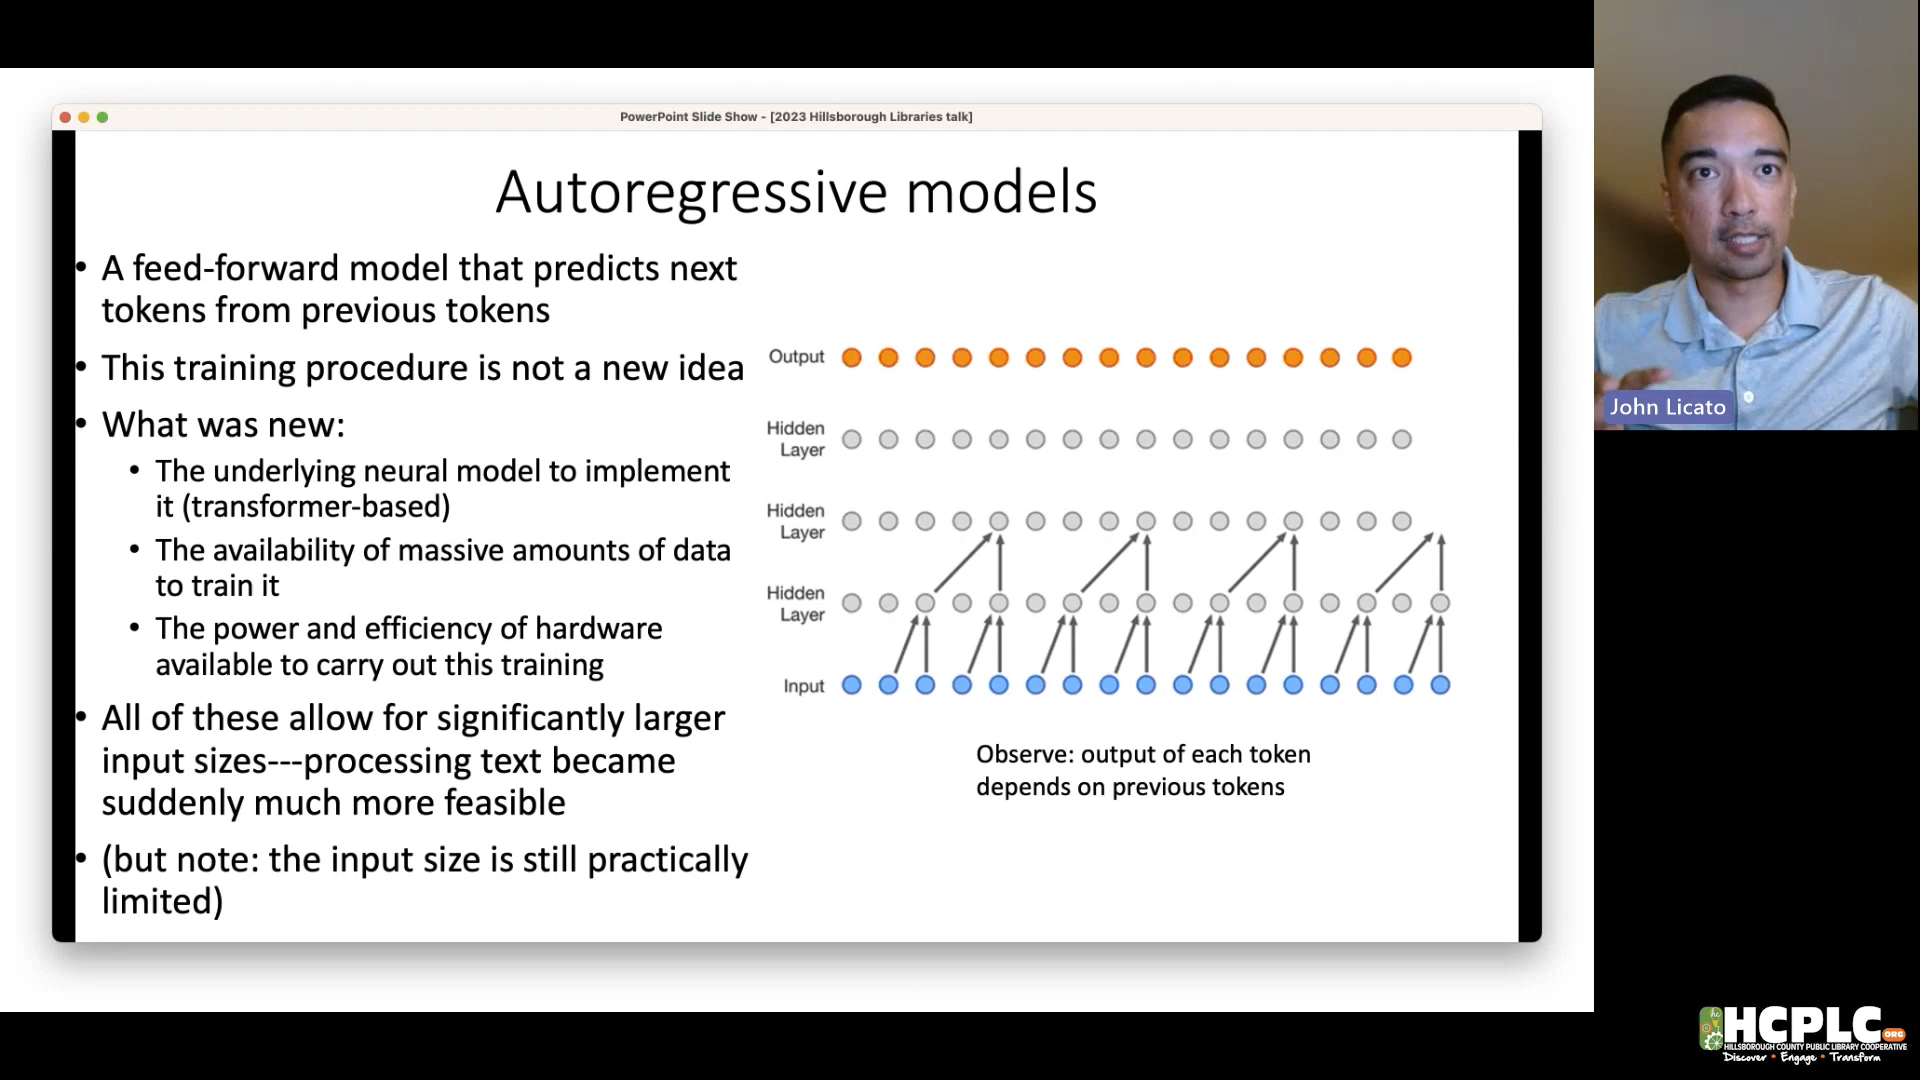 PowerPoint Slide Show - [2023 Hillsborough Libraries talk]
Autoregressive models
• A feed-forward model that predicts next
tokens from previous tokens
• This training procedure is not a new idea
• What was new:
• The underlying neural model to implement
it (transformer-based)
• The availability of massive amounts of data
to train it
• The power and efficiency of hardware
available to carry out this training
• All of these allow for significantly larger
input sizes---processing text became
suddenly much more feasible
• (but note: the input size is still practically
limited)
Output
Hidden
Layer
Hidden
Layer
Hidden
Layer
Input
Observe: output of each token
depends on previous tokens
John Licato
HCPLC.ORG
HILLSBOROUGH COUNTY PUBLIC LIBRARY COOPERATIVE
Discover • Engage • Transform